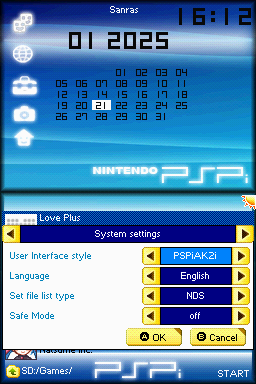 Sanras
16:12
01 2025
01 02 03 04
05 06 07 08 09 10 11
12 13 14 15 16 17 18
19 20 21 22 23 24 25
26 27 28 29 30 31
NINTENDO PSPi
Love Plus
System settings
User Interface style PSPiAK2i
Language English
Set file list type NDS
Safe Mode off
A OK B Cancel
Natsume Inc.
SD:/Games/ PSPi START